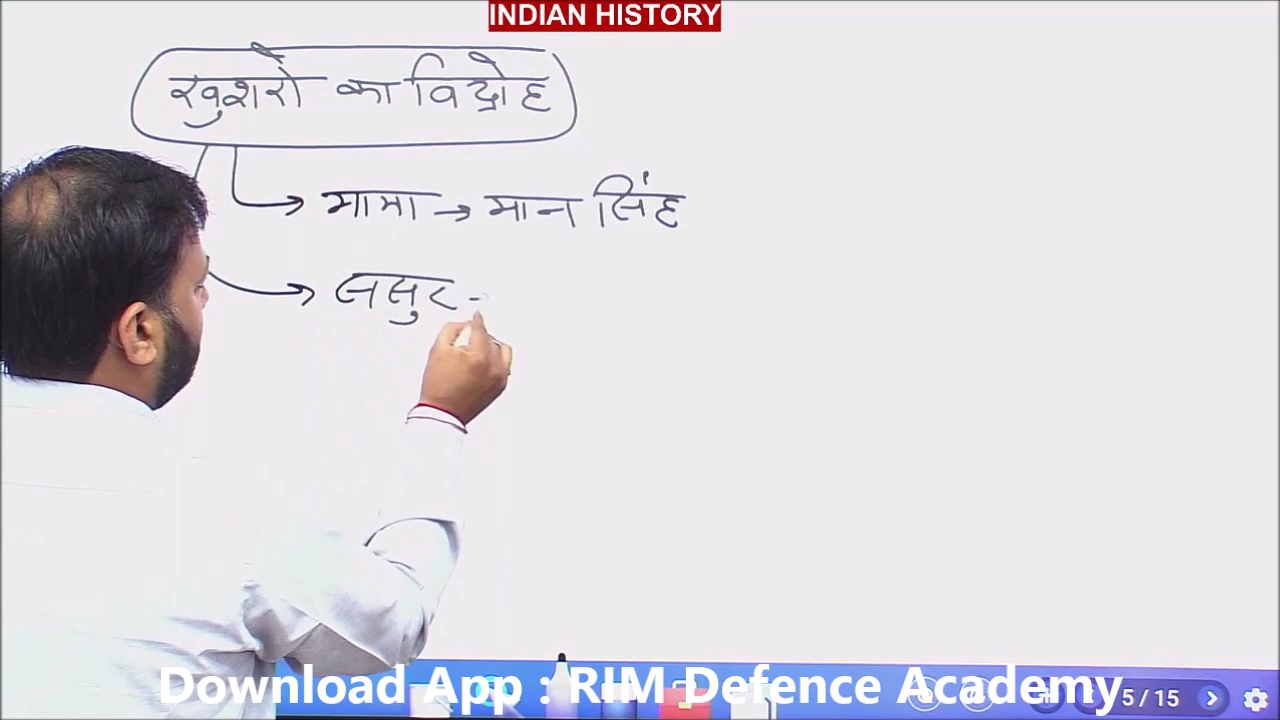 INDIAN HISTORY
खुशरो का विद्रोह
मामा → मान सिंह
ससुर -
Download App : RIM Defence Academy
5 / 15